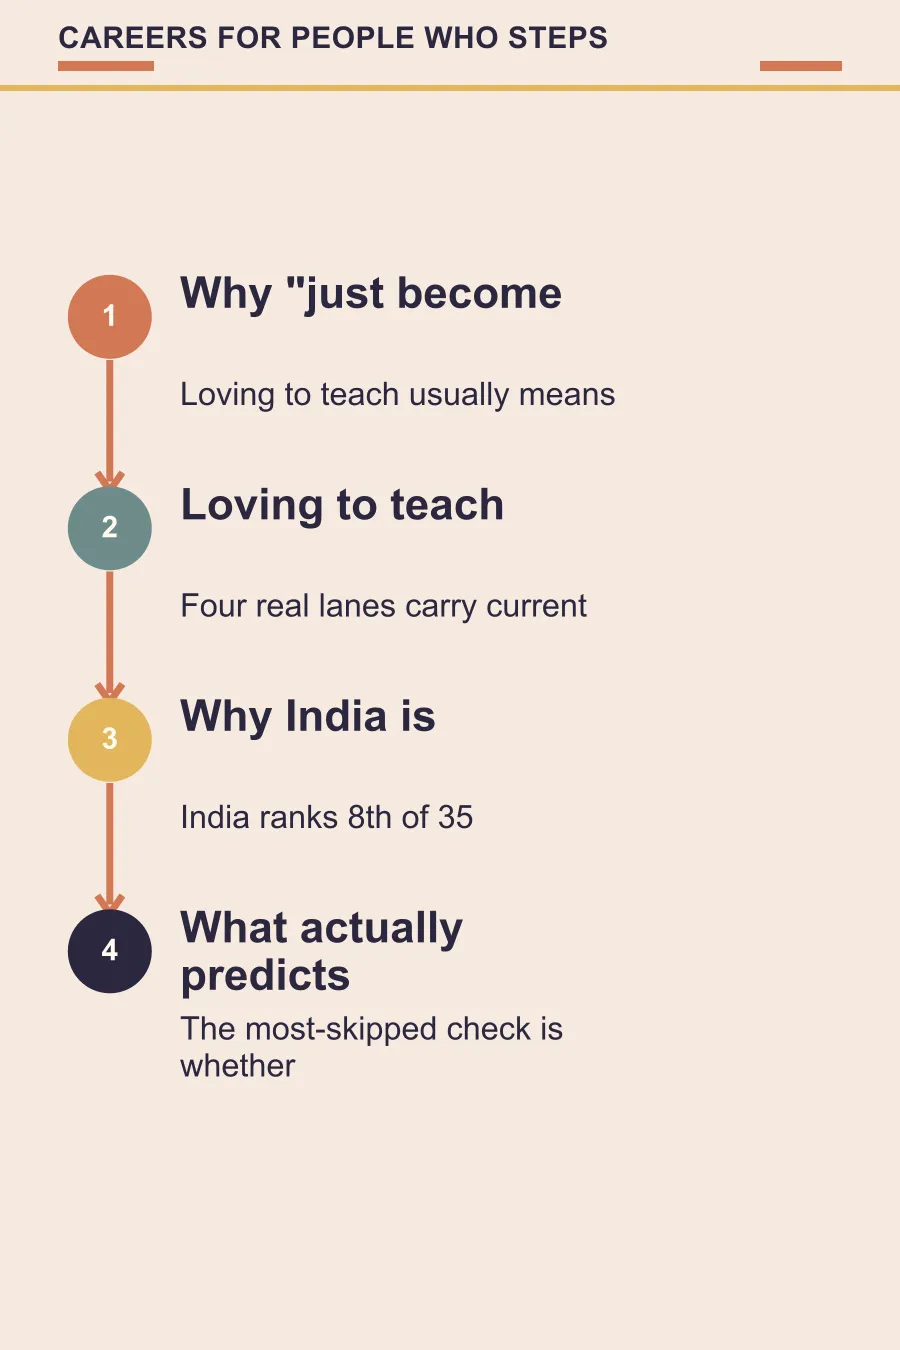 CAREERS FOR PEOPLE WHO STEPS
1
Why "just become
Loving to teach usually means
2
Loving to teach
Four real lanes carry current
3
Why India is
India ranks 8th of 35
4
What actually
predicts
The most-skipped check is
whether